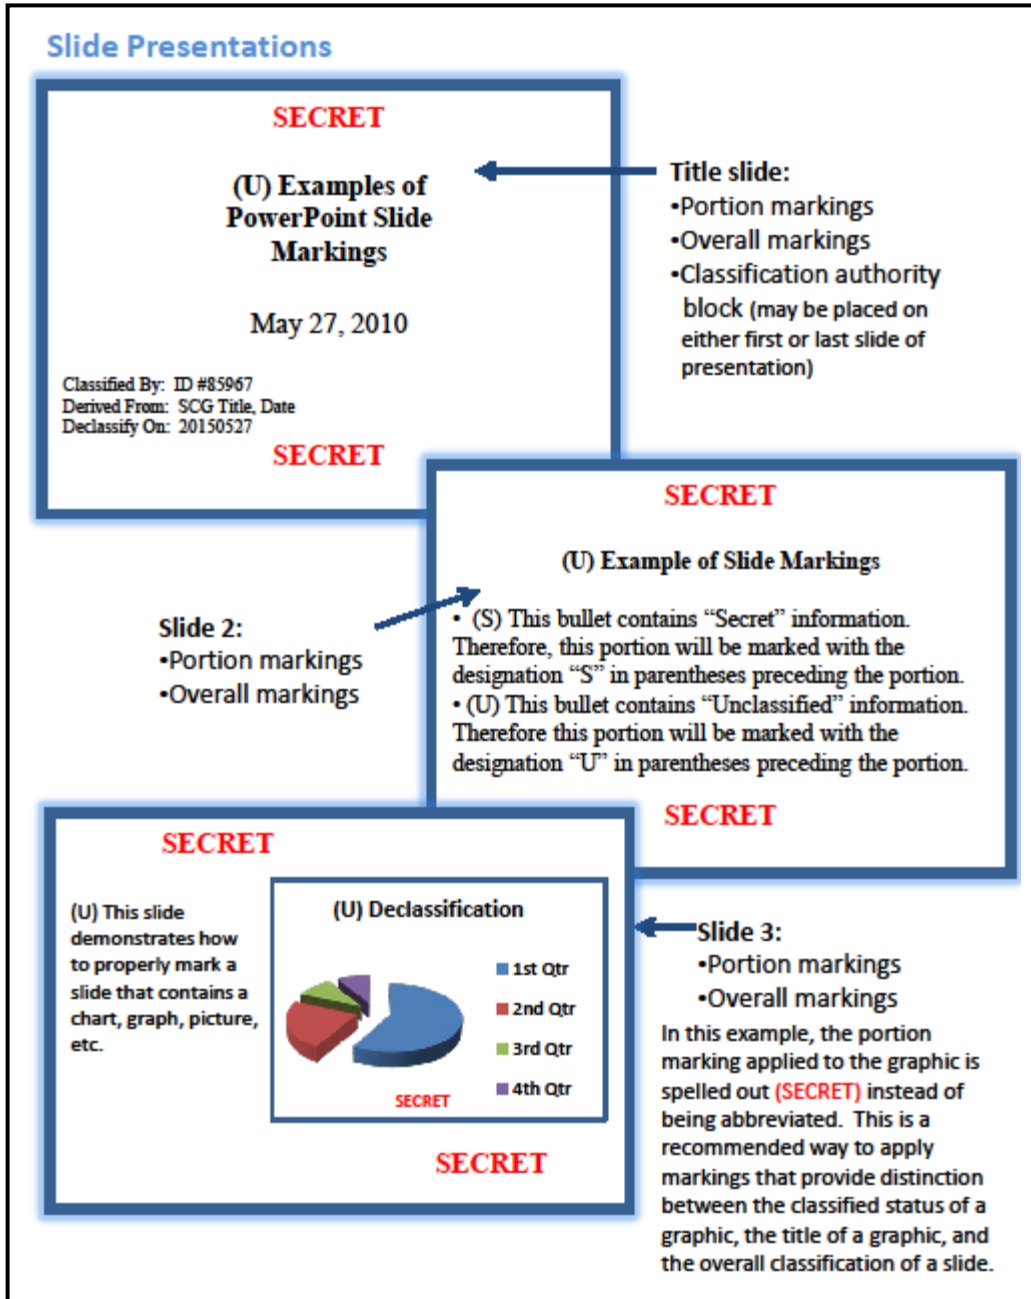 Slide Presentations
SECRET
(U) Examples of
PowerPoint Slide
Markings
May 27, 2010
Classified By:  ID #85967
Derived From:  SCG Title, Date
Declassify On:  20150527
SECRET
Title slide:
•Portion markings
•Overall markings
•Classification authority
block (may be placed on
either first or last slide of
presentation)
SECRET
(U) Example of Slide Markings
• (S) This bullet contains “Secret” information.
Therefore, this portion will be marked with the
designation “S” in parentheses preceding the portion.
• (U) This bullet contains “Unclassified” information.
Therefore this portion will be marked with the
designation “U” in parentheses preceding the portion.
SECRET
Slide 2:
•Portion markings
•Overall markings
SECRET
(U) This slide
demonstrates how
to properly mark a
slide that contains a
chart, graph, picture,
etc.
(U) Declassification
1st Qtr
2nd Qtr
3rd Qtr
4th Qtr
SECRET
SECRET
Slide 3:
•Portion markings
•Overall markings
In this example, the portion
marking applied to the graphic is
spelled out (SECRET) instead of
being abbreviated.  This is a
recommended way to apply
markings that provide distinction
between the classified status of a
graphic, the title of a graphic, and
the overall classification of a slide.